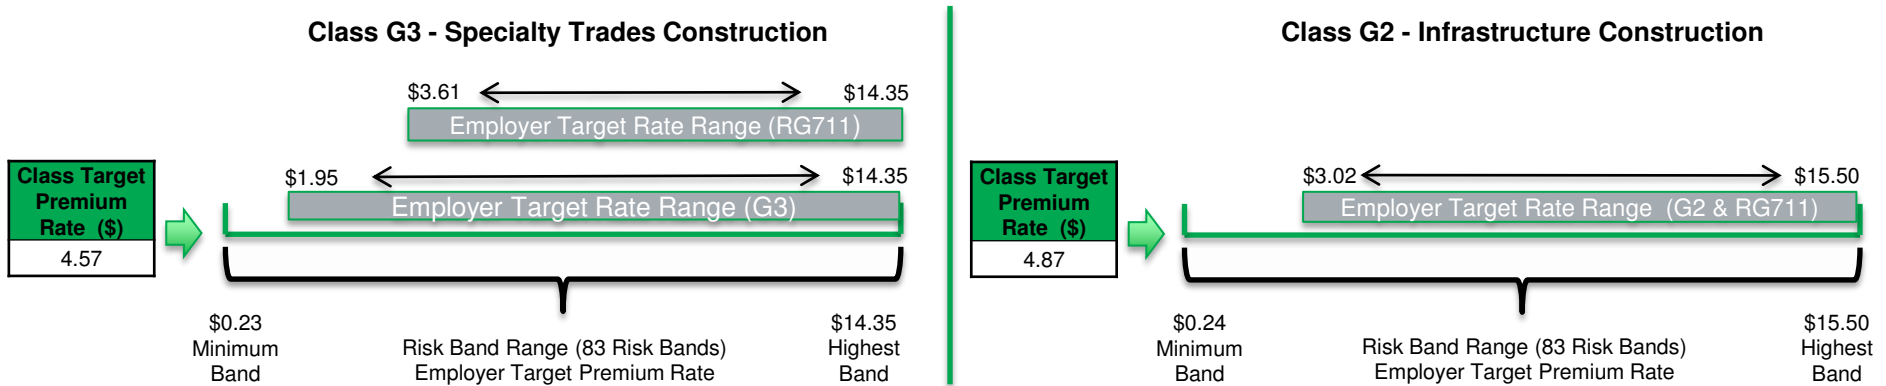 Class G3 - Specialty Trades Construction
$3.61
$14.35
Employer Target Rate Range (RG711)
$1.95
$14.35
Employer Target Rate Range (G3)
Class Target
Premium
Rate ($)
4.57
$0.23
Minimum
Band
Risk Band Range (83 Risk Bands)
Employer Target Premium Rate
$14.35
Highest
Band
Class G2 - Infrastructure Construction
$3.02
$15.50
Employer Target Rate Range (G2 & RG711)
Class Target
Premium
Rate ($)
4.87
$0.24
Minimum
Band
Risk Band Range (83 Risk Bands)
Employer Target Premium Rate
$15.50
Highest
Band